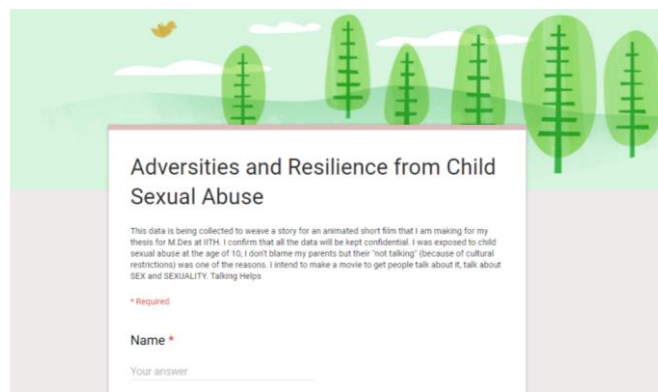 Adversities and Resilience from Child
Sexual Abuse
This data is being collected to weave a story for an animated short film that I am making for my
thesis for M.Des at IITH. I confirm that all the data will be kept confidential. I was exposed to child
sexual abuse at the age of 10, I don't blame my parents but their "not talking" (because of cultural
restrictions) was one of the reasons. I intend to make a movie to get people talk about it, talk about
SEX and SEXUALITY. Talking Helps
* Required
Name *
Your answer